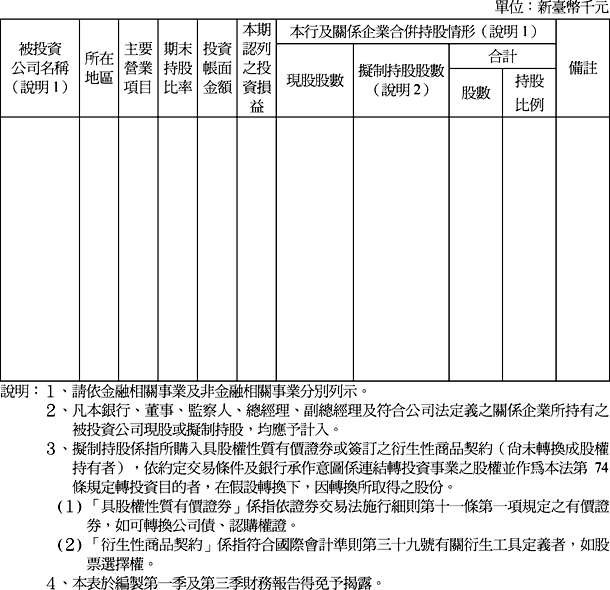 單位：新臺幣千元
被投資
公司名稱
（說明1）
所在
地區
主要
營業
項目
期末
持股
比率
投資
帳面
金額
本期
認列
之投
資損
益
本行及關係企業合併持股情形（說明1）
現股股數
擬制持股股數
（說明2）
合計
股數
持股
比例
備註
說明：１、請依金融相關事業及非金融相關事業分別列示。
２、凡本銀行、董事、監察人、總經理、副總經理及符合公司法定義之關係企業所持有之
被投資公司現股或擬制持股，均應予計入。
３、擬制持股係指所購入具股權性質有價證券或簽訂之衍生性商品契約（尚未轉換成股權
持有者），依約定交易條件及銀行承作意圖係連結轉投資事業之股權並作為本法第 74
條規定轉投資目的者，在假設轉換下，因轉換所取得之股份。
(１)「具股權性質有價證券」係指依證券交易法施行細則第十一條第一項規定之有價證
券，如可轉換公司債、認購權證。
(２)「衍生性商品契約」係指符合國際會計準則第三十九號有關衍生工具定義者，如股
票選擇權。
４、本表於編製第一季及第三季財務報告得免予揭露。